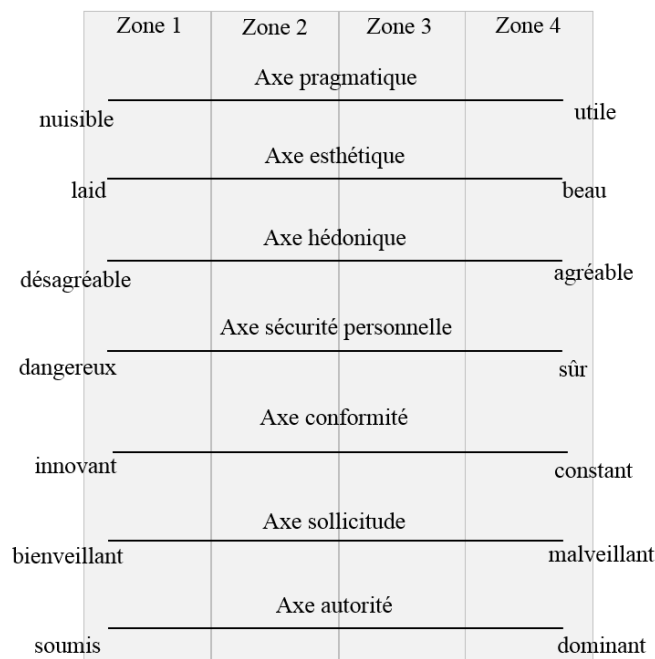 Zone 1 Zone 2 Zone 3 Zone 4
Axe pragmatique
nuisible utile
Axe esthétique
laid beau
Axe hédonique
désagréable agréable
Axe sécurité personnelle
dangereux sûr
Axe conformité
innovant constant
Axe sollicitude
bienveillant malveillant
Axe autorité
soumis dominant